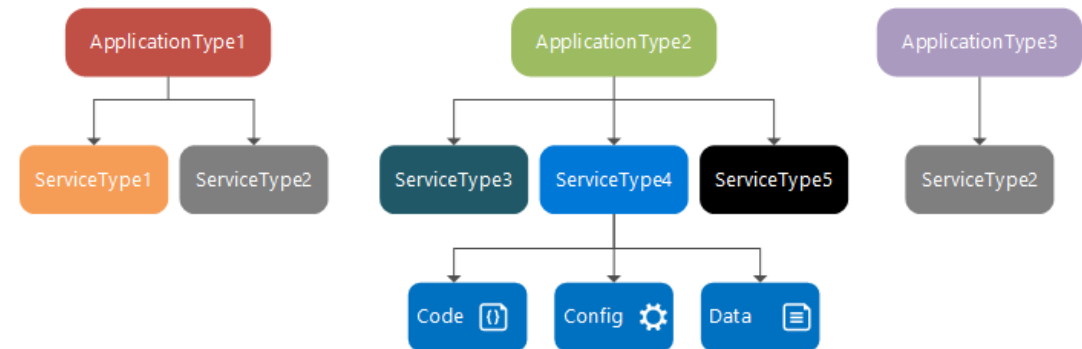 ApplicationType1
ApplicationType2
ApplicationType3
ServiceType1
ServiceType2
ServiceType3
ServiceType4
ServiceType5
ServiceType2
Code
Config
Data